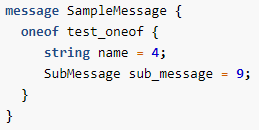 message SampleMessage {
  oneof test_oneof {
    string name = 4;
    SubMessage sub_message = 9;
  }
}